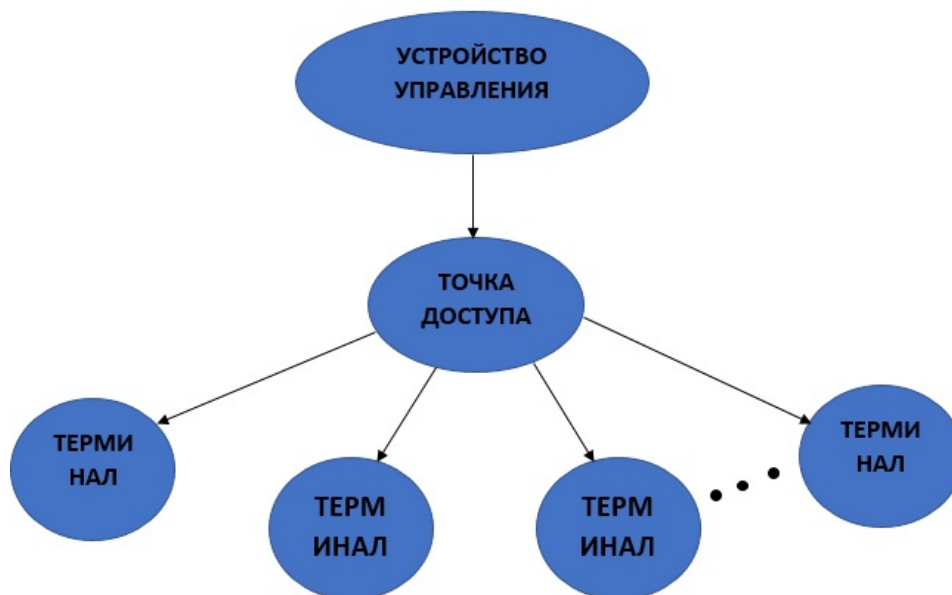 УСТРОЙСТВО
УПРАВЛЕНИЯ
ТОЧКА
ДОСТУПА
ТЕРМИ
НАЛ
ТЕРМ
ИНАЛ
ТЕРМ
ИНАЛ
ТЕРМИ
НАЛ